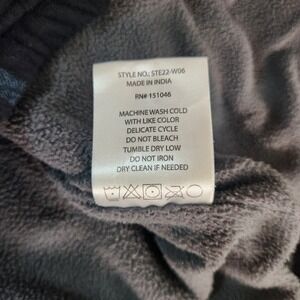 STYLE NO.: STE22-W06
MADE IN INDIA
RN# 151046
MACHINE WASH COLD
WITH LIKE COLOR
DELICATE CYCLE
DO NOT BLEACH
TUMBLE DRY LOW
DO NOT IRON
DRY CLEAN IF NEEDED